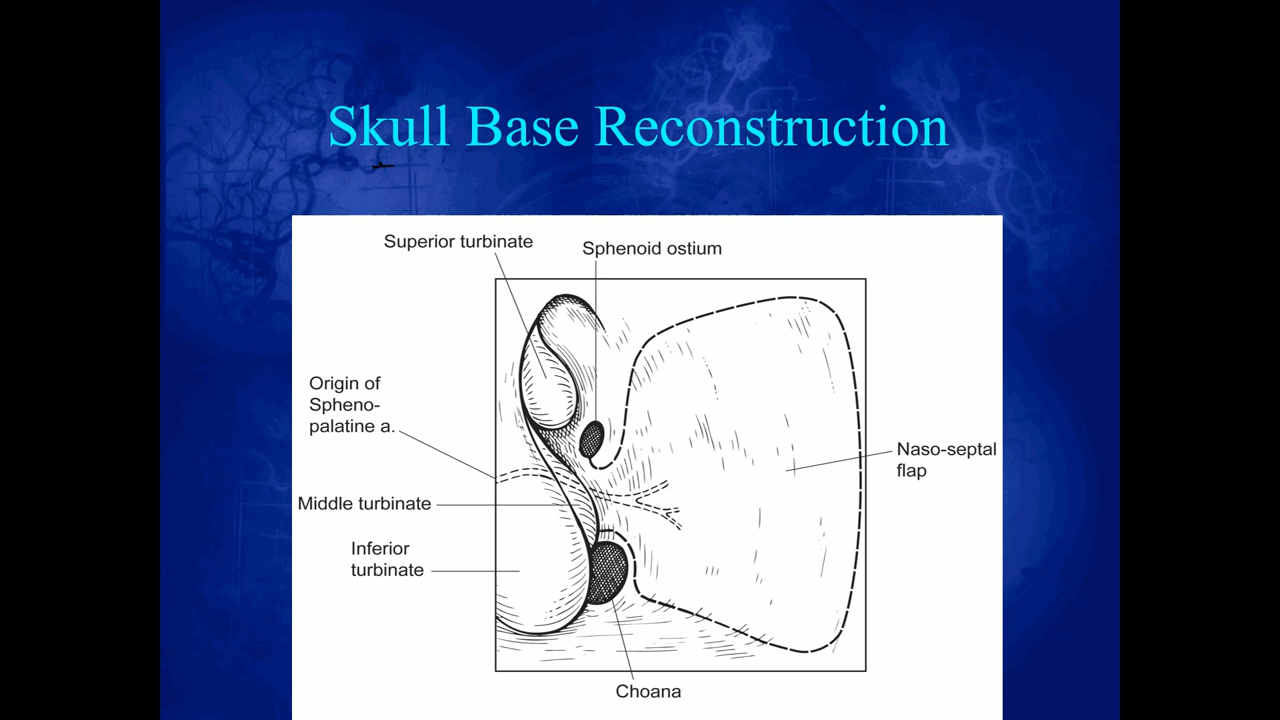 Skull Base Reconstruction
Superior turbinate
Sphenoid ostium
Origin of
Spheno-
palatine a.
Naso-septal
flap
Middle turbinate
Inferior
turbinate
Choana